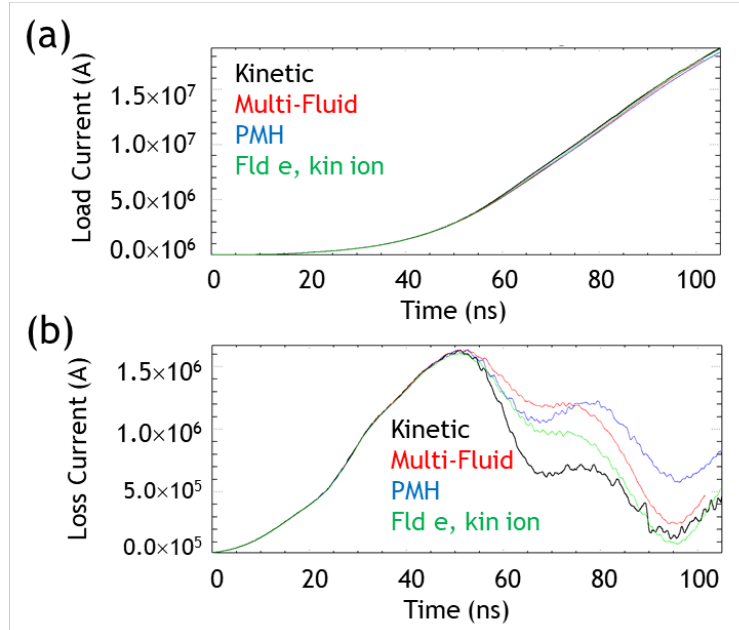 (a)
Load Current (A)
1.5×10⁷
1.0×10⁷
5.0×10⁶
0.0×10⁶
Kinetic
Multi-Fluid
PMH
Fld e, kin ion
0 20 40 60 80 100
Time (ns)
(b)
Loss Current (A)
1.5×10⁶
1.0×10⁶
5.0×10⁵
0.0×10⁵
Kinetic
Multi-Fluid
PMH
Fld e, kin ion
0 20 40 60 80 100
Time (ns)